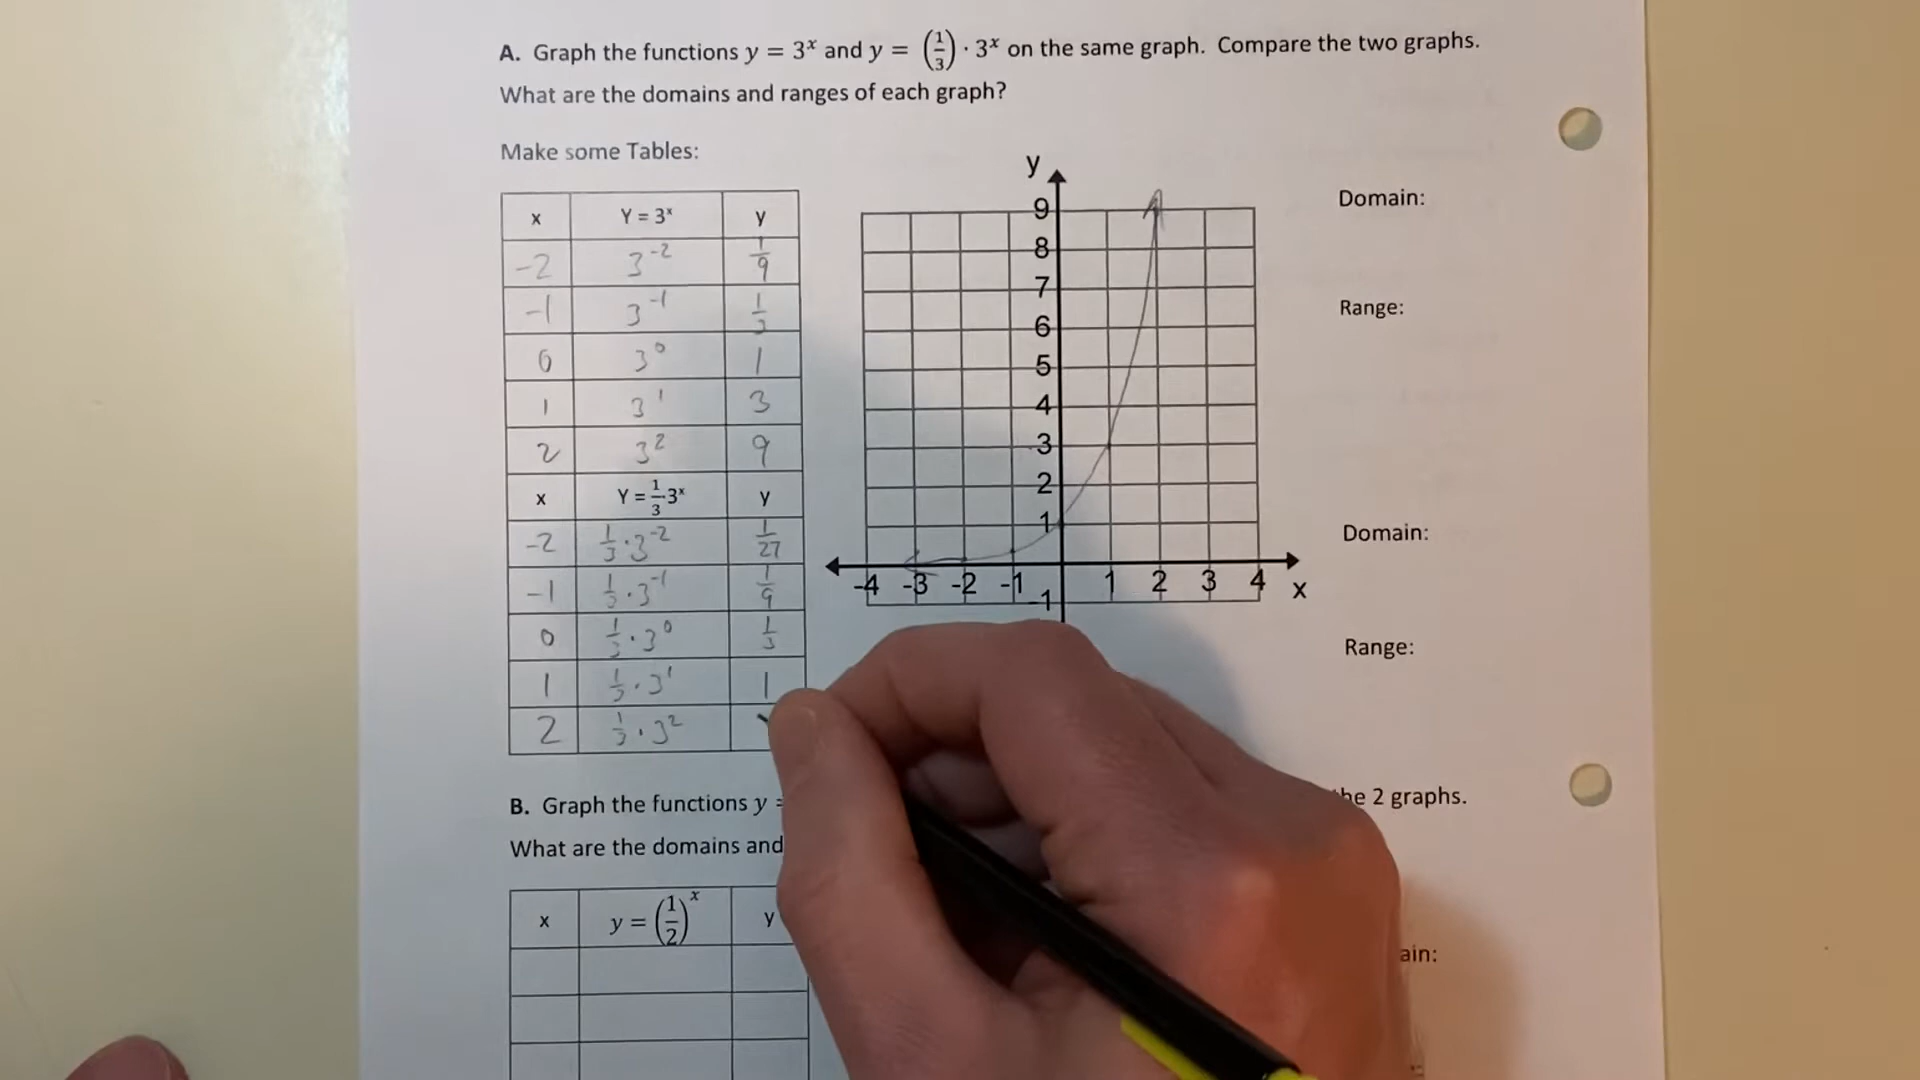 A. Graph the functions y = 3^x and y = (1/3) · 3^x on the same graph. Compare the two graphs.
What are the domains and ranges of each graph?
Make some Tables:
x Y = 3^x y
-2 3^-2 1/9
-1 3^-1 1/3
0 3^0 1
1 3^1 3
2 3^2 9
x Y = 1/3·3^x y
-2 1/3·3^-2 1/27
-1 1/3·3^-1 1/9
0 1/3·3^0 1/3
1 1/3·3^1 1
2 1/3·3^2
y
9
8
7
6
5
4
3
2
1
-4 -3 -2 -1 1 2 3 4 x
-1
Domain:
Range:
Domain:
Range:
B. Graph the functions y = he 2 graphs.
What are the domains and
x y = (1/2)^x y
ain: